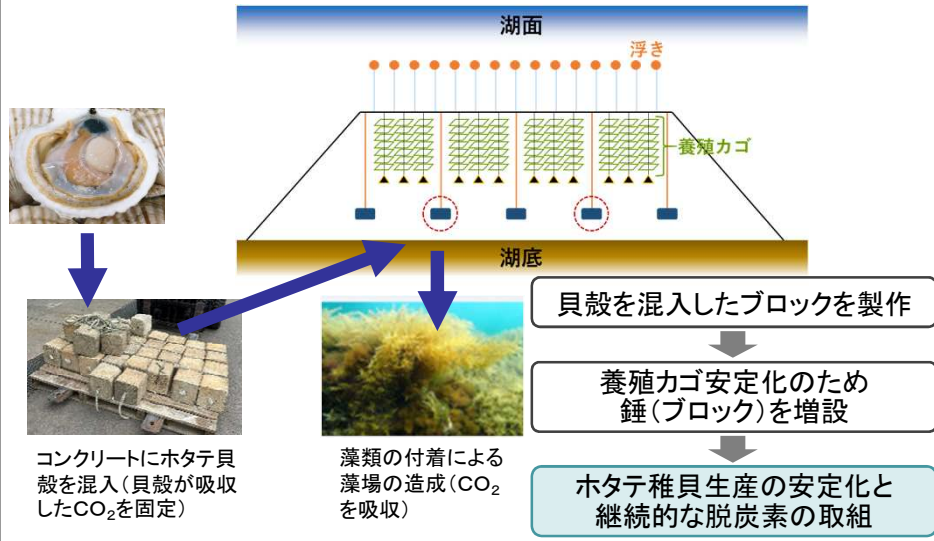 湖面
浮き
養殖カゴ
湖底
コンクリートにホタテ貝
殻を混入(貝殻が吸収
したCO₂を固定)
藻類の付着による
藻場の造成(CO₂
を吸収)
貝殻を混入したブロックを製作
養殖カゴ安定化のため
錘(ブロック)を増設
ホタテ稚貝生産の安定化と
継続的な脱炭素の取組